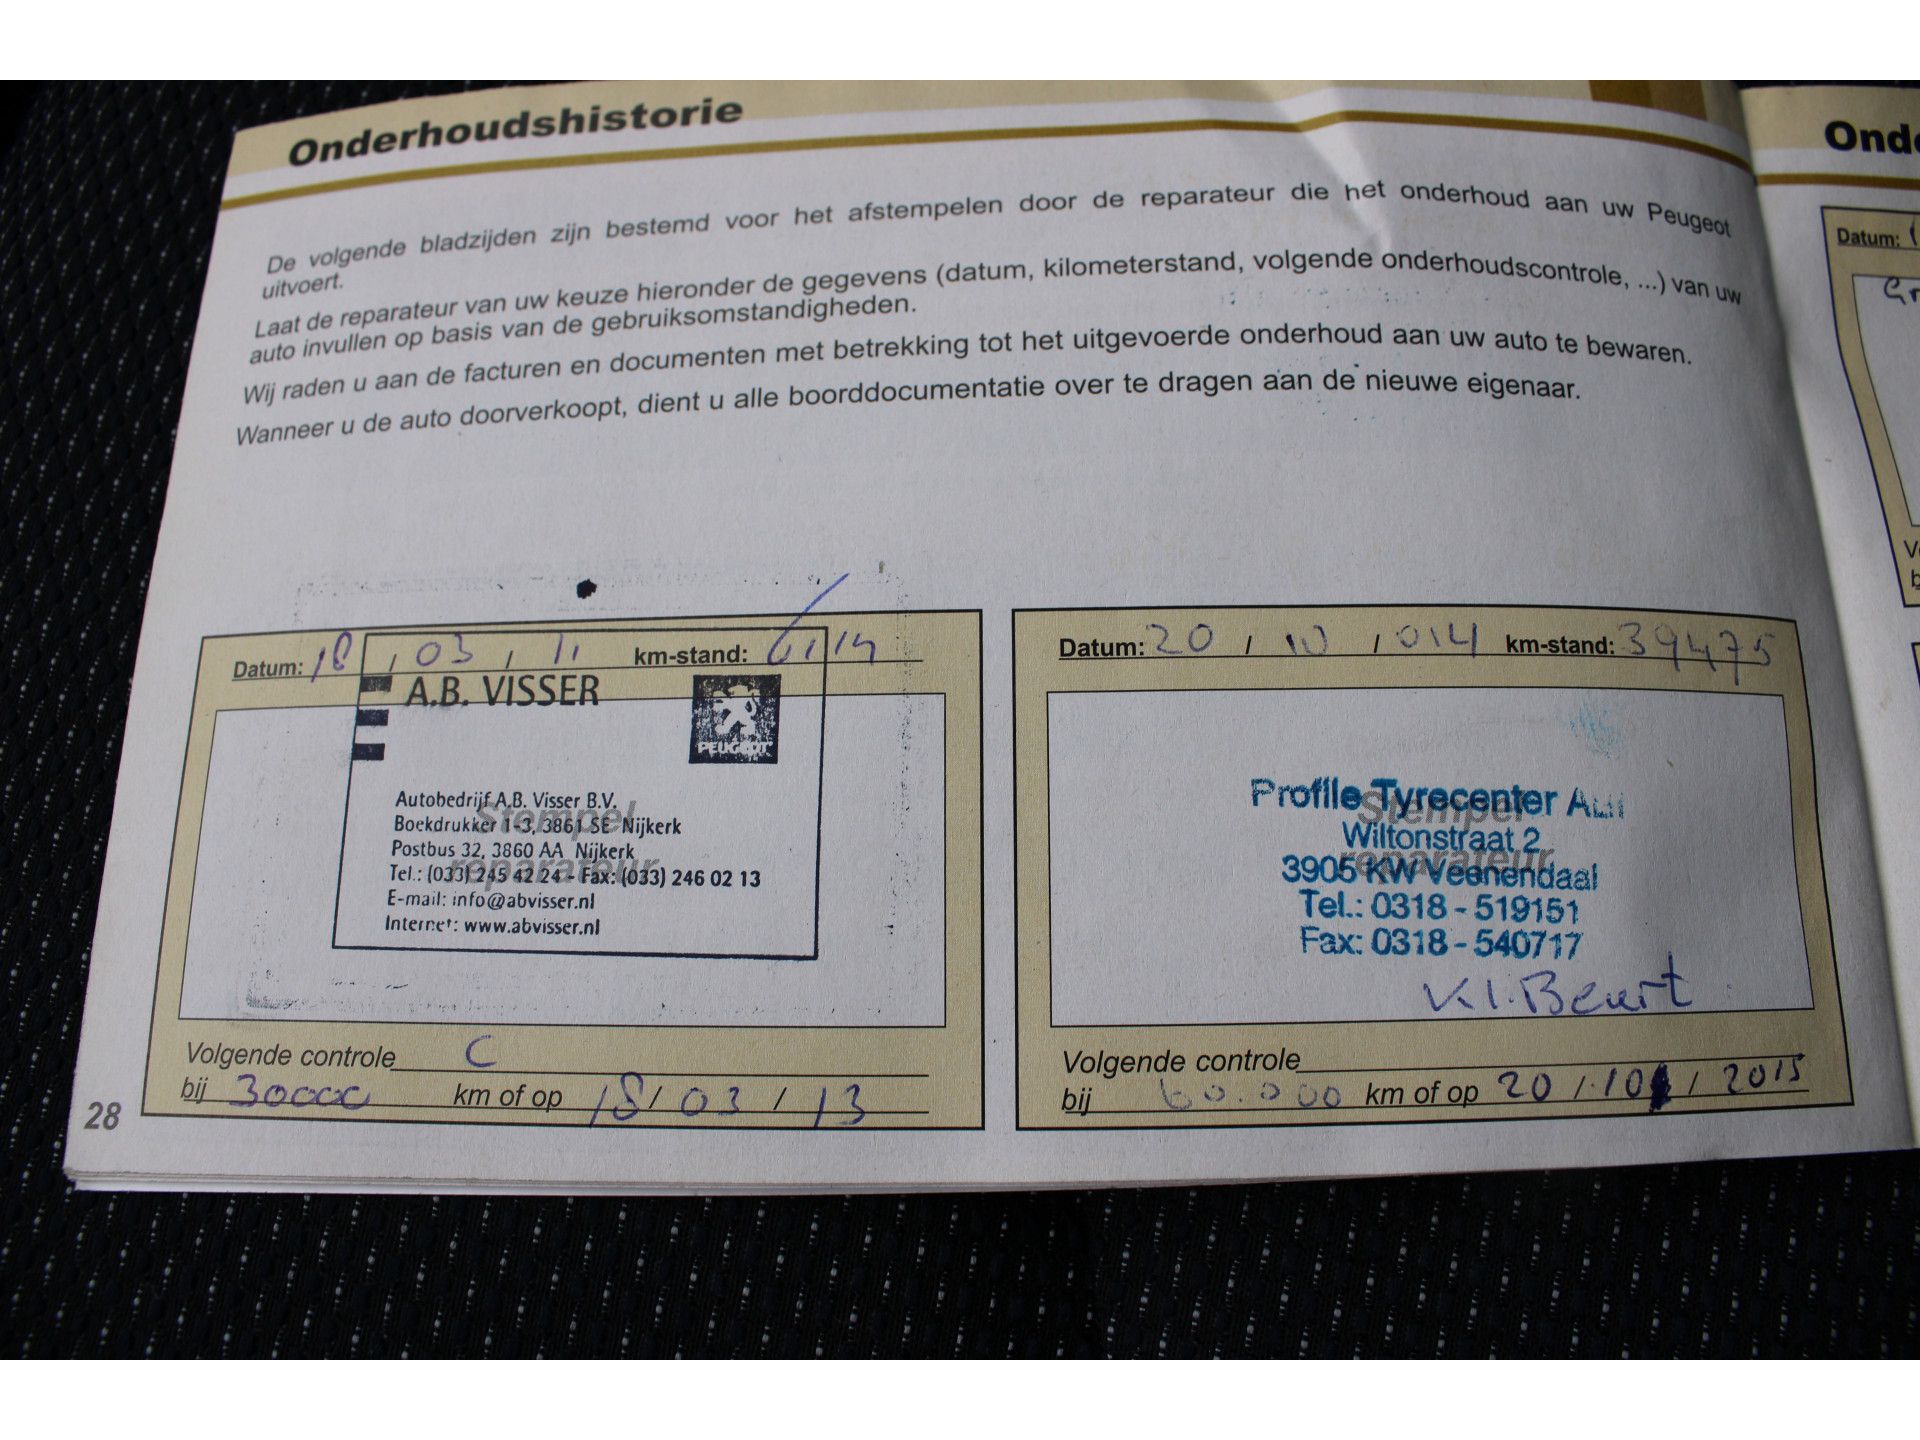 Onderhoudshistorie
De volgende bladzijden zijn bestemd voor het afstempelen door de reparateur die het onderhoud aan uw Peugeot
uitvoert.
Laat de reparateur van uw keuze hieronder de gegevens (datum, kilometerstand, volgende onderhoudscontrole, ...) van uw
auto invullen op basis van de gebruiksomstandigheden.
Wij raden u aan de facturen en documenten met betrekking tot het uitgevoerde onderhoud aan uw auto te bewaren.
Wanneer u de auto doorverkoopt, dient u alle boorddocumentatie over te dragen aan de nieuwe eigenaar.
Datum: 18 / 03 / 11 km-stand:
A.B. VISSER
PEUGEOT
Stempel
reparateur
Autobedrijf A.B. Visser B.V.
Boekdrukker 1-3, 3861 SE Nijkerk
Postbus 32, 3860 AA Nijkerk
Tel.: (033) 245 42 24 - Fax: (033) 246 02 13
E-mail: info@abvisser.nl
Internet: www.abvisser.nl
Volgende controle C
bij 30000 km of op 18 / 03 / 13
28
Datum: 20 / 10 / 014 km-stand: 39475
Stempel
reparateur
Profile Tyrecenter
Wiltonstraat 2
3905 KW Veenendaal
Tel.: 0318 - 519151
Fax: 0318 - 540717
Kl. Beurt
Volgende controle
bij 60.000 km of op 20 / 10 / 2015
Datum: